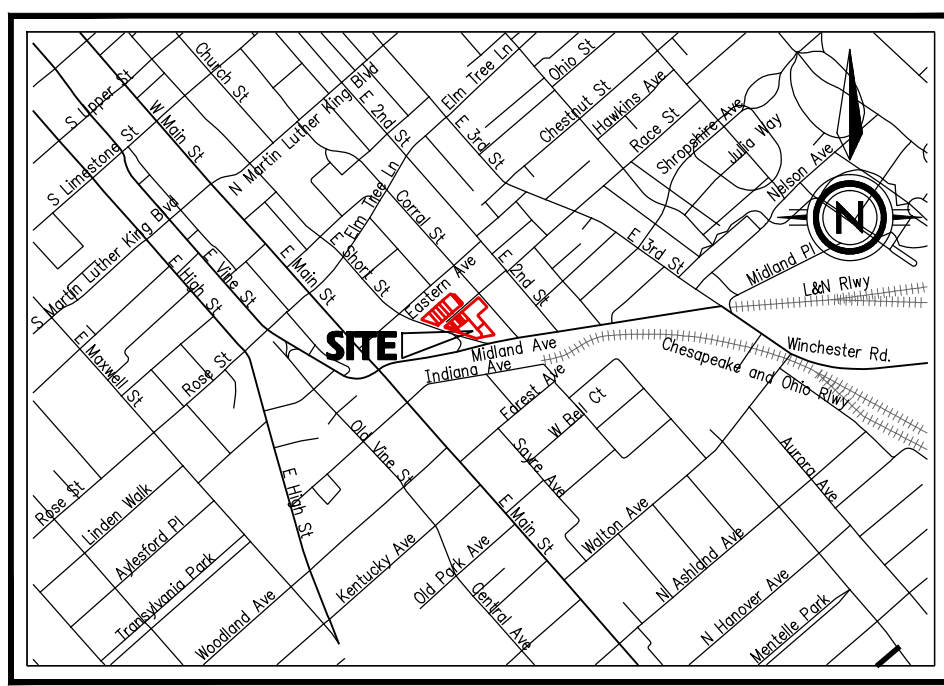 Church St
Elm Tree Ln
Ohio St
S Upper St
W Main St
N Martin Luther King Blvd
E 2nd St
E 3rd St
Chestnut St
Hawkins Ave
Race St
Shropshire Ave
Julia Way
Nelson Ave
S Limestone St
S Martin Luther King Blvd
E High St
E Vine St
E Main St
Elm Tree Ln
E Short St
Corral St
Eastern Ave
E 2nd St
E 3rd St
Midland Pl
N
L&N Rlwy
SITE
Midland Ave
Indiana Ave
Winchester Rd.
Chesapeake and Ohio Rlwy
E Maxwell St
Rose St
Farest Ave
W Bell Ct
Old Vine St
Sayre Ave
Aurora Ave
Rose St
Linden Walk
Aylesford Pl
Transylvania Park
Woodland Ave
E High St
Kentucky Ave
Old Park Ave
Central Ave
E Main St
Walton Ave
N Ashland Ave
N Hanover Ave
Mentelle Park